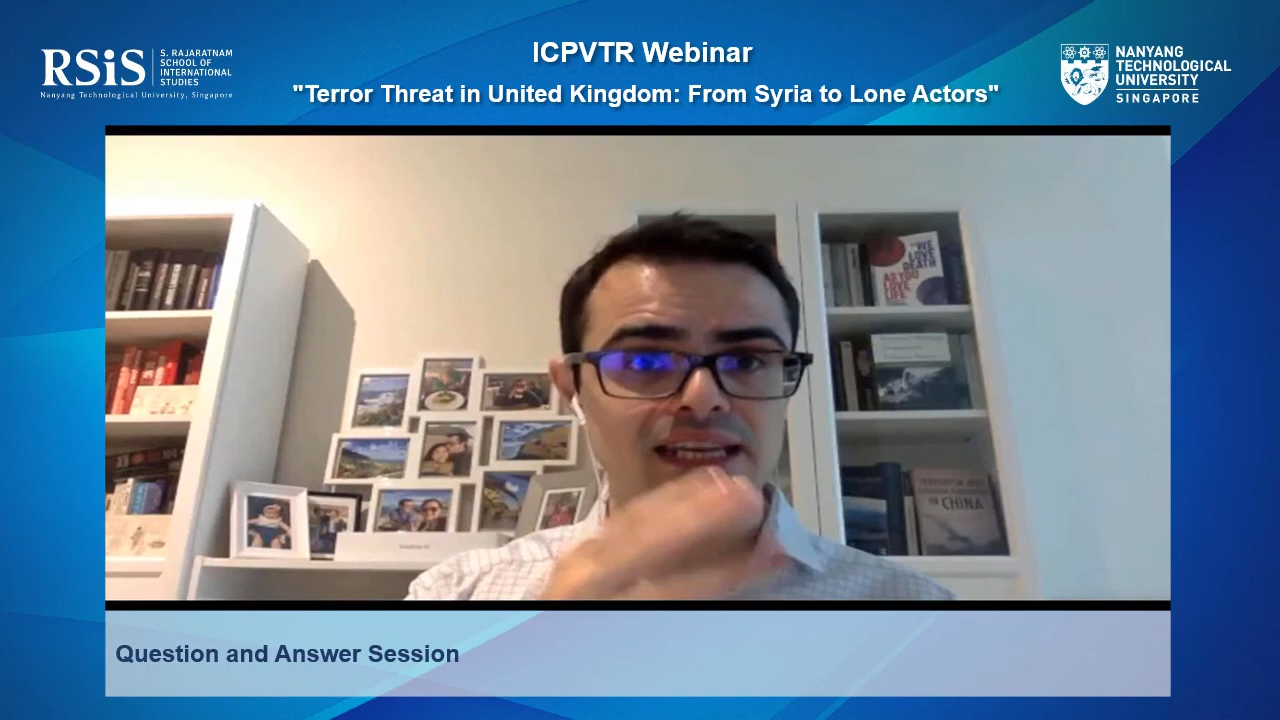 RSiS
S. RAJARATNAM
SCHOOL OF
INTERNATIONAL
STUDIES
Nanyang Technological University, Singapore
ICPVTR Webinar
"Terror Threat in United Kingdom: From Syria to Lone Actors"
NANYANG
TECHNOLOGICAL
UNIVERSITY
SINGAPORE
"WE
LOVE
DEATH
AS YOU
LOVE
LIFE"
IN CHINA
Question and Answer Session